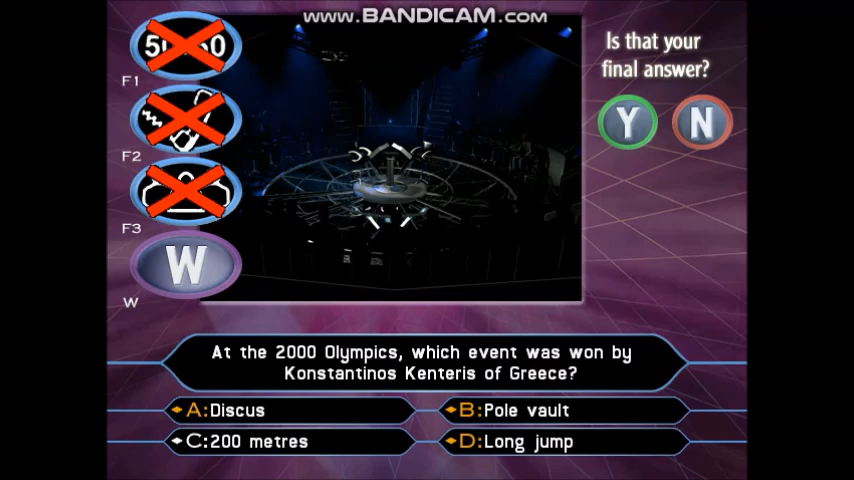 WWW.BANDICAM.COM
Is that your
final answer?
Y N
F1
F2
F3
W
W
At the 2000 Olympics, which event was won by
Konstantinos Kenteris of Greece?
A:Discus
B:Pole vault
C:200 metres
D:Long jump